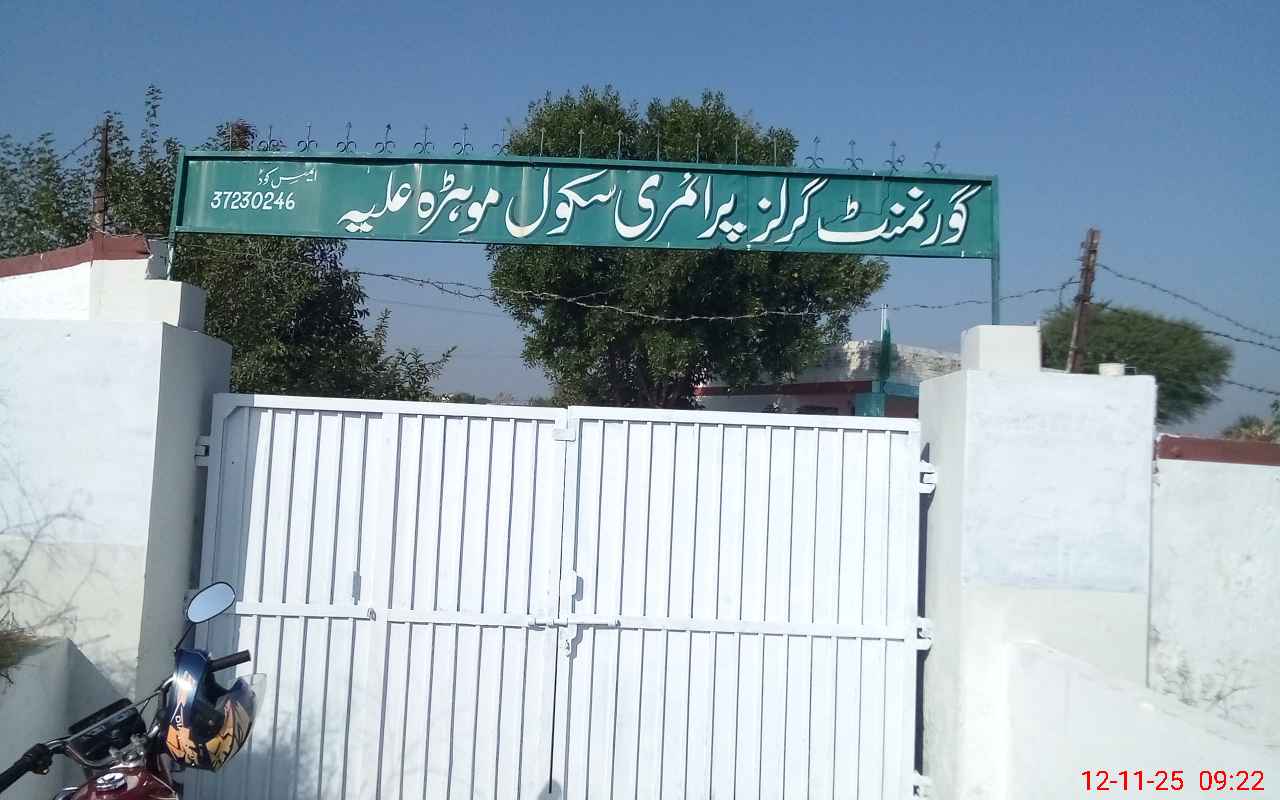 گورنمنٹ گرلز پرائمری سکول موہڑہ علیہ
ایمس کوڈ
37230246
12-11-25 09:22